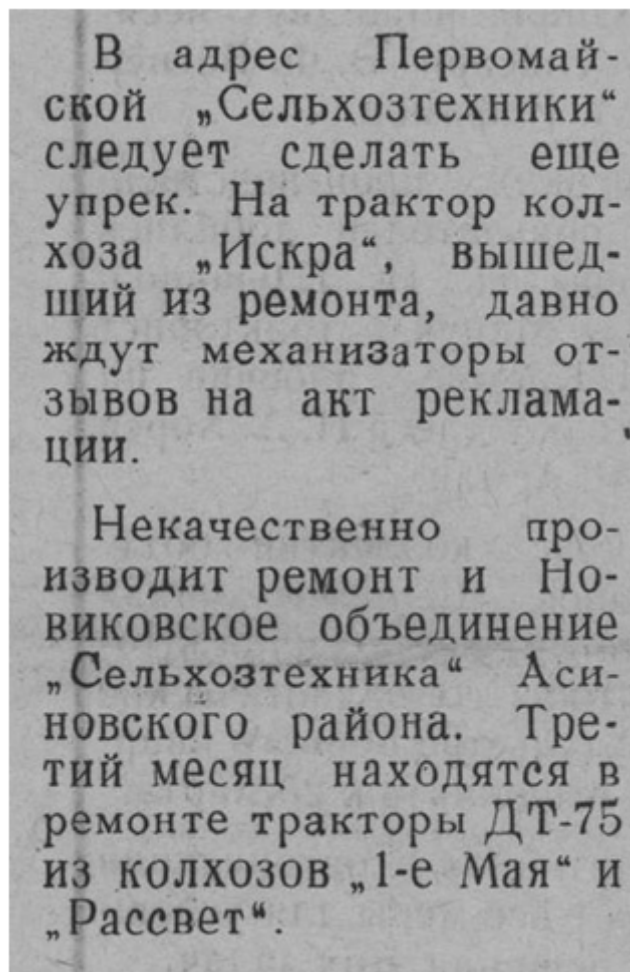 В адрес Первомай-
ской „Сельхозтехники“
следует сделать еще
упрек. На трактор кол-
хоза „Искра“, вышед-
ший из ремонта, давно
ждут механизаторы от-
зывов на акт реклама-
ции.
Некачественно про-
изводит ремонт и Но-
виковское объединение
„Сельхозтехника“ Аси-
новского района. Тре-
тий месяц находятся в
ремонте тракторы ДТ-75
из колхозов „1-е Мая“ и
„Рассвет“.